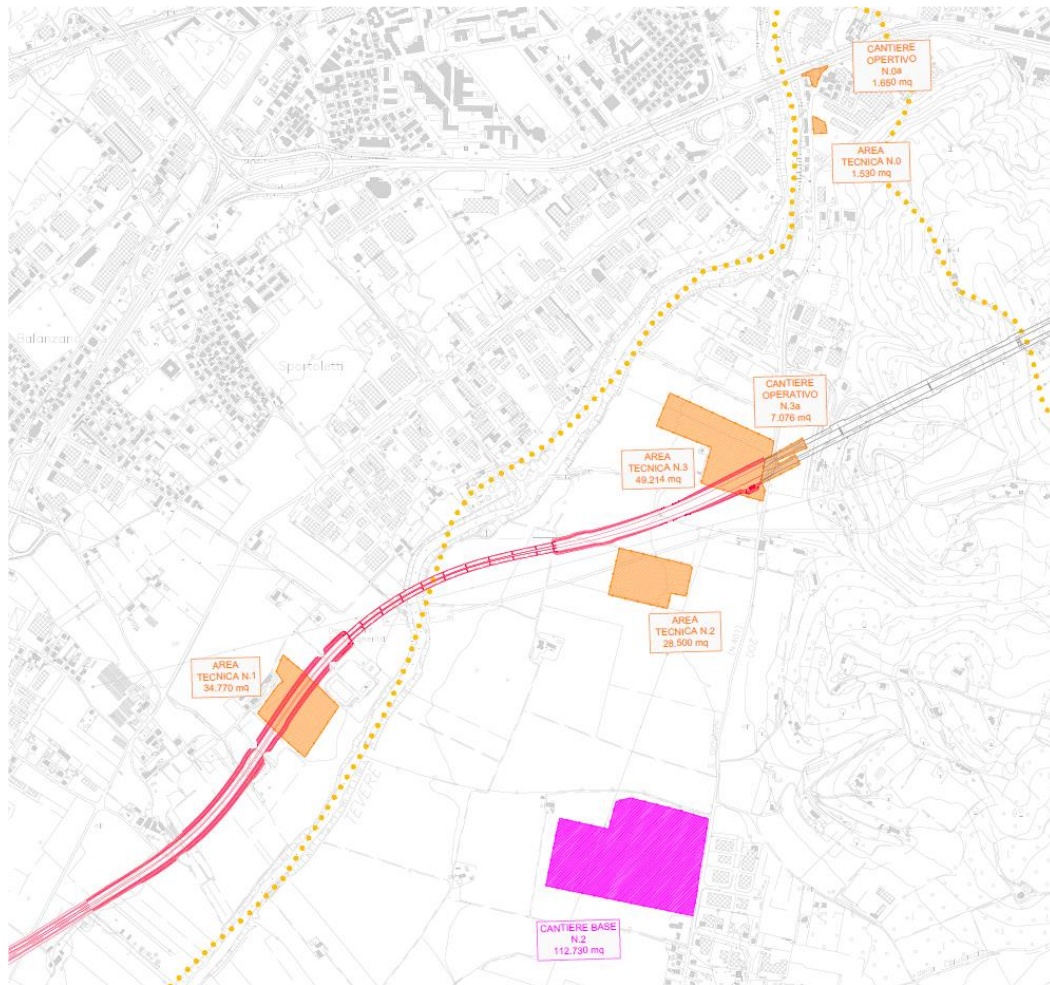 CANTIERE
OPERTIVO
N.0a
1.650 mq
AREA
TECNICA N.0
1.530 mq
Balanzano
Sportoletti
CANTIERE
OPERATIVO
N.3a
7.076 mq
AREA
TECNICA N.3
49.214 mq
AREA
TECNICA N.2
28.500 mq
AREA
TECNICA N.1
34.770 mq
TEVERE
CANTIERE BASE
N.2
112.730 mq